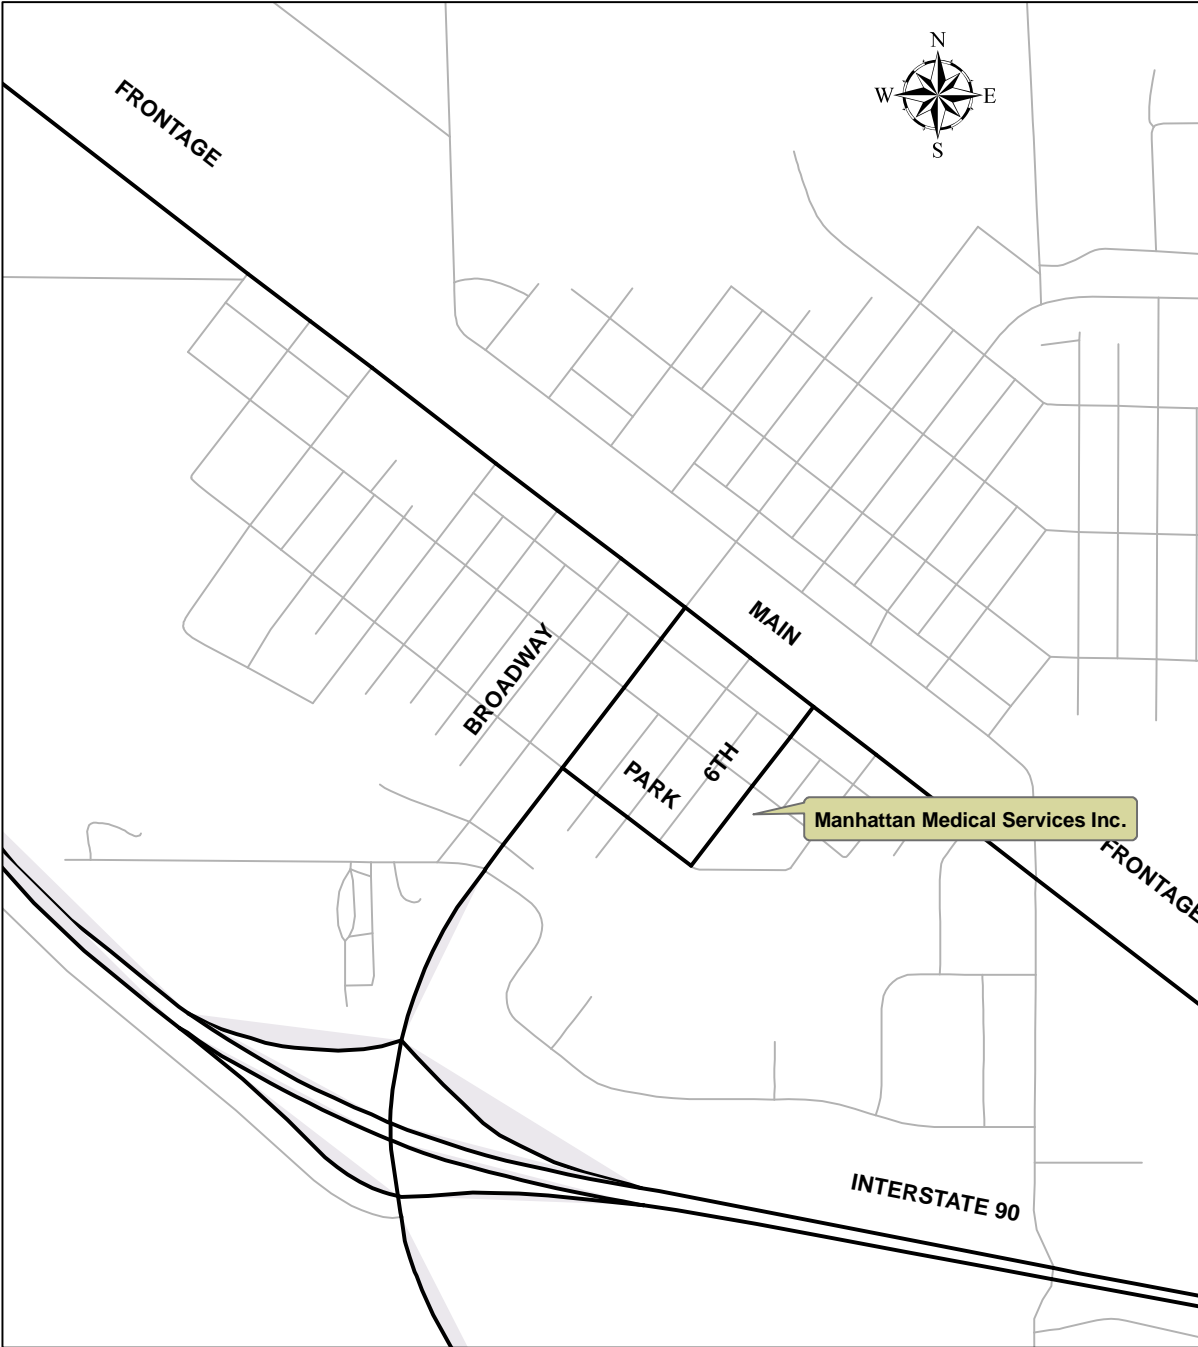 N
W E
S
FRONTAGE
MAIN
BROADWAY
6TH
PARK
Manhattan Medical Services Inc.
FRONTAGE
INTERSTATE 90